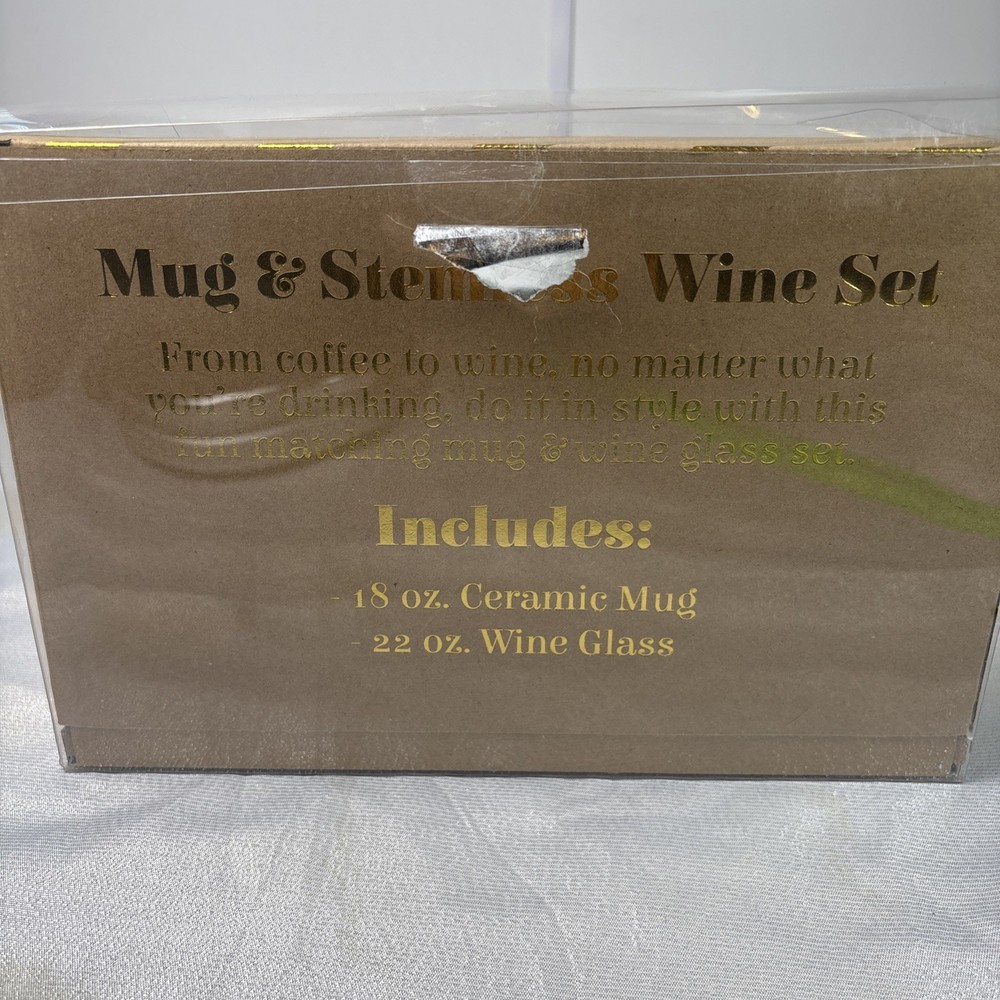 Mug & Stemless Wine Set
From coffee to wine, no matter what
you're drinking, do it in style with this
fun matching mug & wine glass set.
Includes:
- 18 oz. Ceramic Mug
- 22 oz. Wine Glass